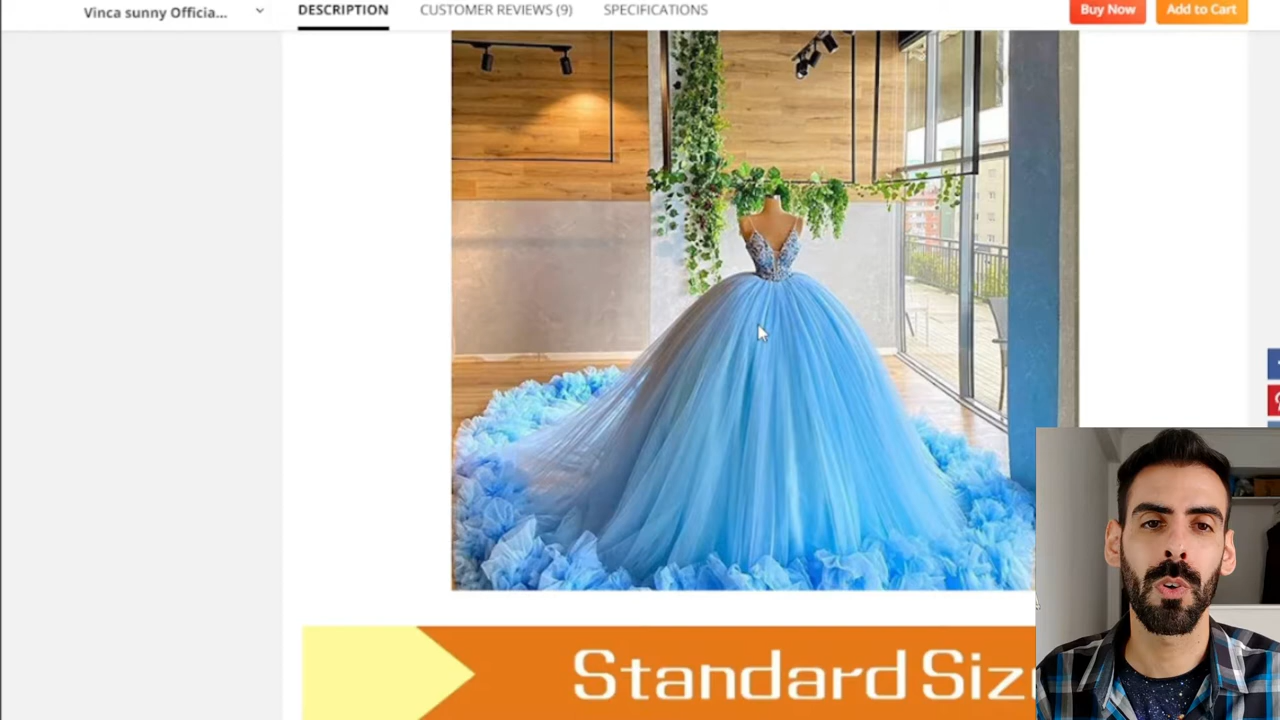 Vinca sunny Officia...
DESCRIPTION
CUSTOMER REVIEWS (9)
SPECIFICATIONS
Buy Now
Add to Cart
Standard Siz